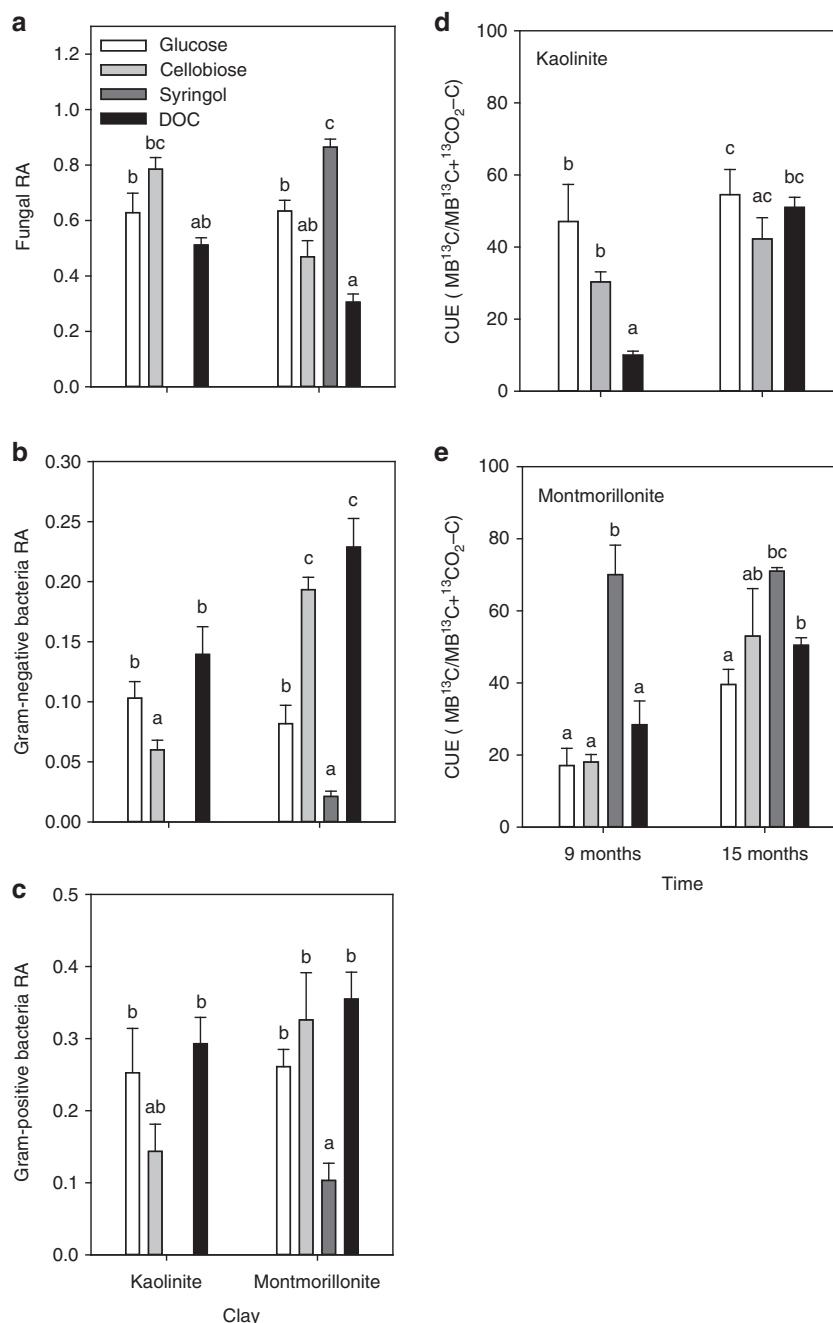 a
1.2
1.0
0.8
0.6
0.4
0.2
0.0
Fungal RA
Glucose
Cellobiose
Syringol
DOC
b
bc
ab
b
ab
c
a
b
0.30
0.25
0.20
0.15
0.10
0.05
0.00
Gram-negative bacteria RA
b
a
b
b
c
a
c
c
0.5
0.4
0.3
0.2
0.1
0.0
Gram-positive bacteria RA
b
ab
b
b
b
a
b
Kaolinite
Montmorillonite
Clay
d
100
80
60
40
20
0
CUE ( MB¹³C/MB¹³C+¹³CO₂–C)
Kaolinite
b
b
a
c
ac
bc
e
100
80
60
40
20
0
CUE ( MB¹³C/MB¹³C+¹³CO₂–C)
Montmorillonite
a
a
b
a
a
ab
bc
b
9 months
15 months
Time